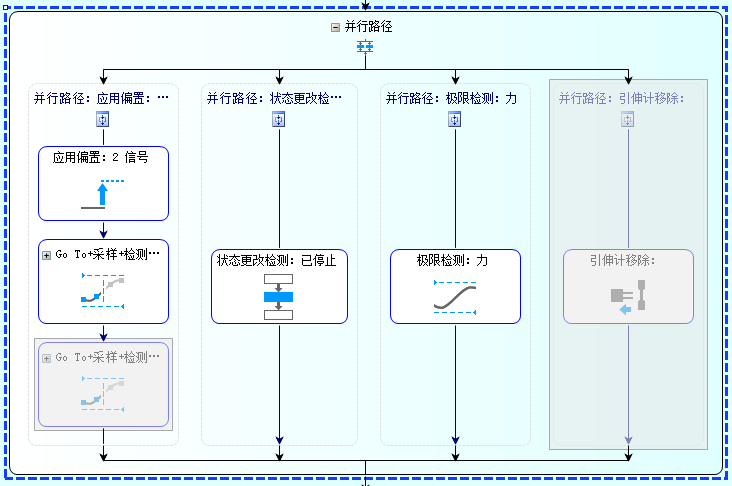 并行路径
并行路径：应用偏置：…
并行路径：状态更改检…
并行路径：极限检测：力
并行路径：引伸计移除：
应用偏置：2 信号
Go To+采样+检测…
状态更改检测：已停止
极限检测：力
引伸计移除：
Go To+采样+检测…